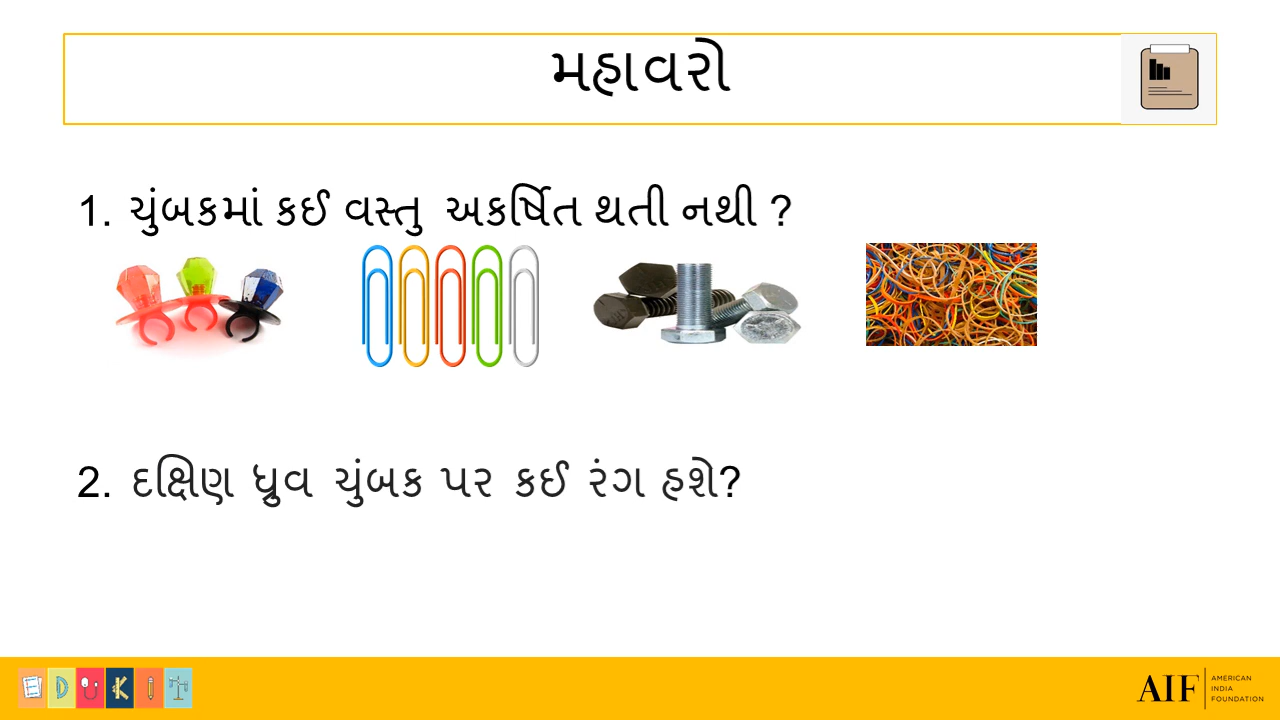 મહાવરો
1. ચુંબકમાં કઈ વસ્તુ અકર્ષિત થતી નથી ?
2. દક્ષિણ ધ્રુવ ચુંબક પર કઈ રંગ હશે?
E D U K I T
AIF AMERICAN
INDIA
FOUNDATION